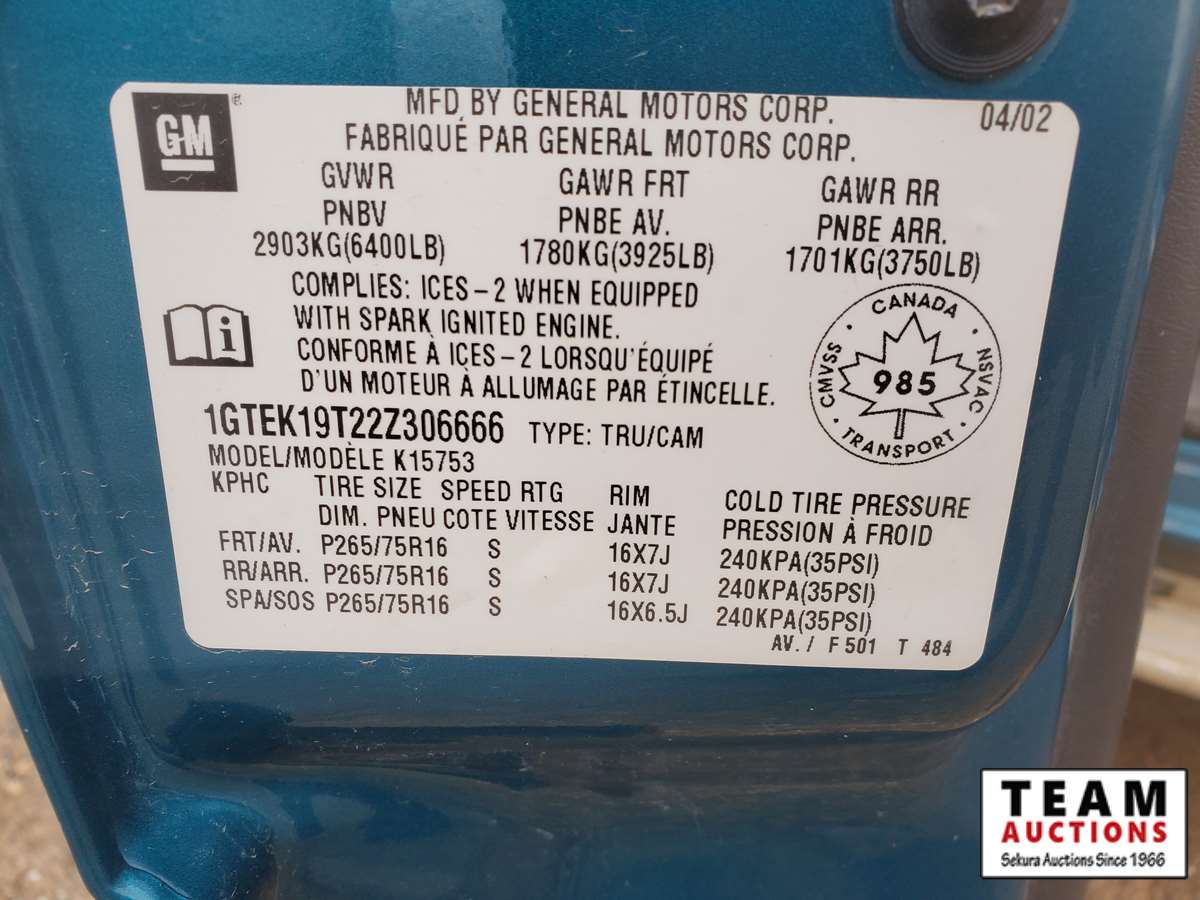 GM
MFD BY GENERAL MOTORS CORP. 04/02
FABRIQUÉ PAR GENERAL MOTORS CORP.
GVWR GAWR FRT GAWR RR
PNBV PNBE AV. PNBE ARR.
2903KG(6400LB) 1780KG(3925LB) 1701KG(3750LB)
COMPLIES: ICES-2 WHEN EQUIPPED
WITH SPARK IGNITED ENGINE.
CONFORME À ICES-2 LORSQU'ÉQUIPÉ
D'UN MOTEUR À ALLUMAGE PAR ÉTINCELLE.
CANADA
CMVSS 985 NSVAC
TRANSPORT
1GTEK19T22Z306666 TYPE: TRU/CAM
MODEL/MODÈLE K15753
KPHC TIRE SIZE SPEED RTG RIM COLD TIRE PRESSURE
DIM. PNEU COTE VITESSE JANTE PRESSION À FROID
FRT/AV. P265/75R16 S 16X7J 240KPA(35PSI)
RR/ARR. P265/75R16 S 16X7J 240KPA(35PSI)
SPA/SOS P265/75R16 S 16X6.5J 240KPA(35PSI)
AV. / F 501 T 484
TEAM
AUCTIONS
Sekura Auctions Since 1966